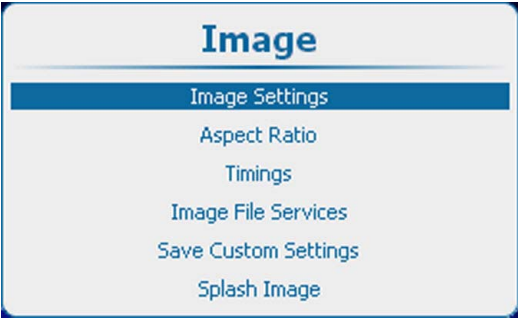 Image
Image Settings
Aspect Ratio
Timings
Image File Services
Save Custom Settings
Splash Image